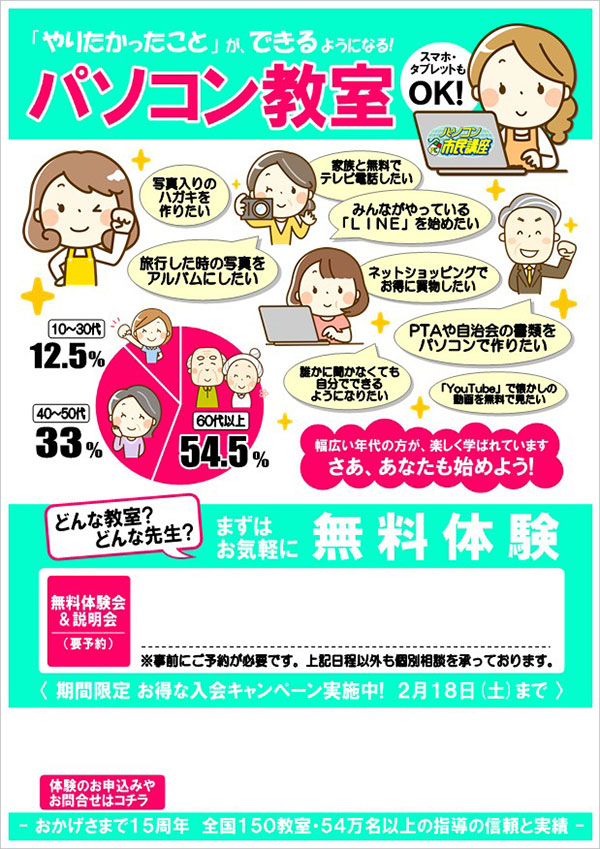 「やりたかったこと」が、できるようになる!
パソコン教室
スマホ・
タブレットも
OK!
パソコン
市民講座
写真入りの
ハガキを
作りたい
家族と無料で
テレビ電話したい
みんながやっている
「LINE」を始めたい
旅行した時の写真を
アルバムにしたい
ネットショッピングで
お得に買物したい
PTAや自治会の書類を
パソコンで作りたい
誰かに聞かなくても
自分でできる
ようになりたい
「YouTube」で懐かしの
動画を無料で見たい
10〜30代
12.5%
40〜50代
33%
60代以上
54.5%
幅広い年代の方が、楽しく学ばれています
さあ、あなたも始めよう!
どんな教室?
どんな先生?
まずは
お気軽に
無料体験
無料体験会
&説明会
(要予約)
※事前にご予約が必要です。上記日程以外も個別相談を承っております。
〈 期間限定 お得な入会キャンペーン実施中! 2月18日(土)まで 〉
体験のお申込みや
お問合せはコチラ
- おかげさまで15周年 全国150教室・54万名以上の指導の信頼と実績 -